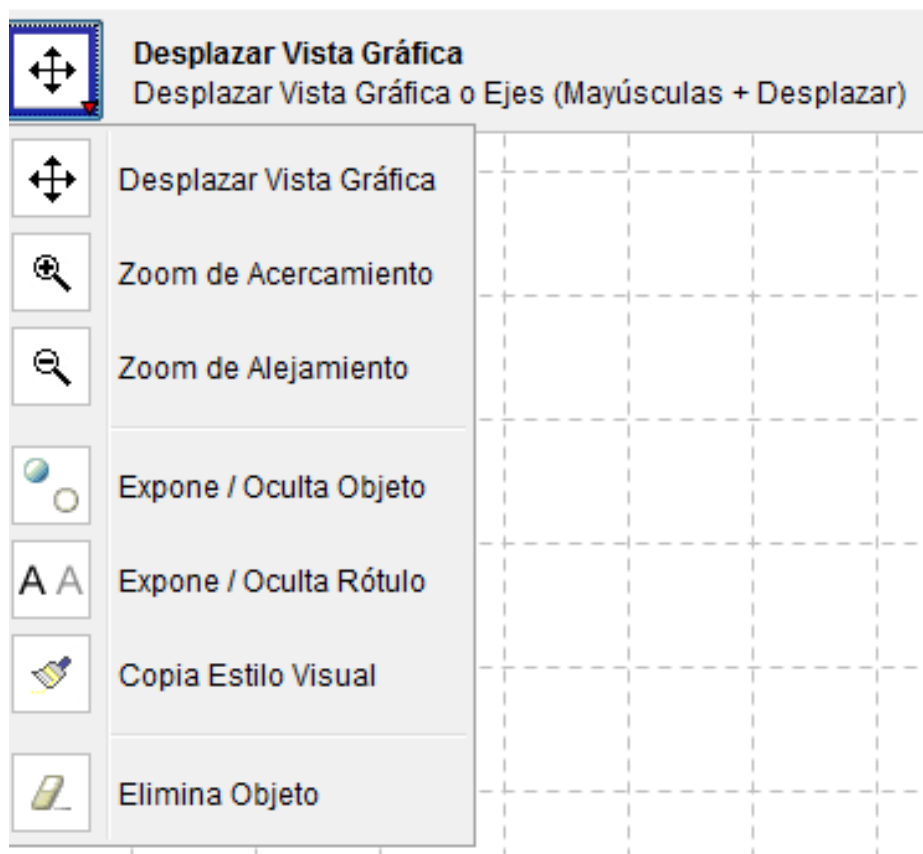 Desplazar Vista Gráfica
Desplazar Vista Gráfica o Ejes (Mayúsculas + Desplazar)
Desplazar Vista Gráfica
Zoom de Acercamiento
Zoom de Alejamiento
Expone / Oculta Objeto
A A
Expone / Oculta Rótulo
Copia Estilo Visual
Elimina Objeto